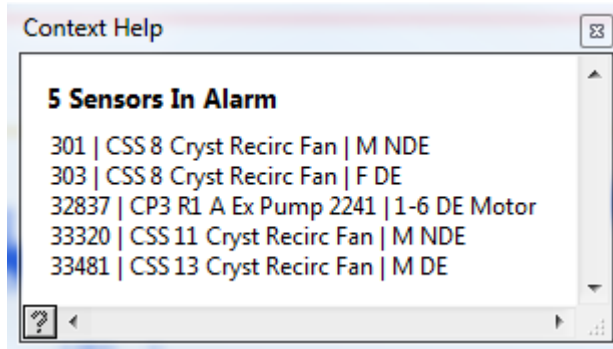 Context Help
5 Sensors In Alarm
301 | CSS 8 Cryst Recirc Fan | M NDE
303 | CSS 8 Cryst Recirc Fan | F DE
32837 | CP3 R1 A Ex Pump 2241 | 1-6 DE Motor
33320 | CSS 11 Cryst Recirc Fan | M NDE
33481 | CSS 13 Cryst Recirc Fan | M DE
?